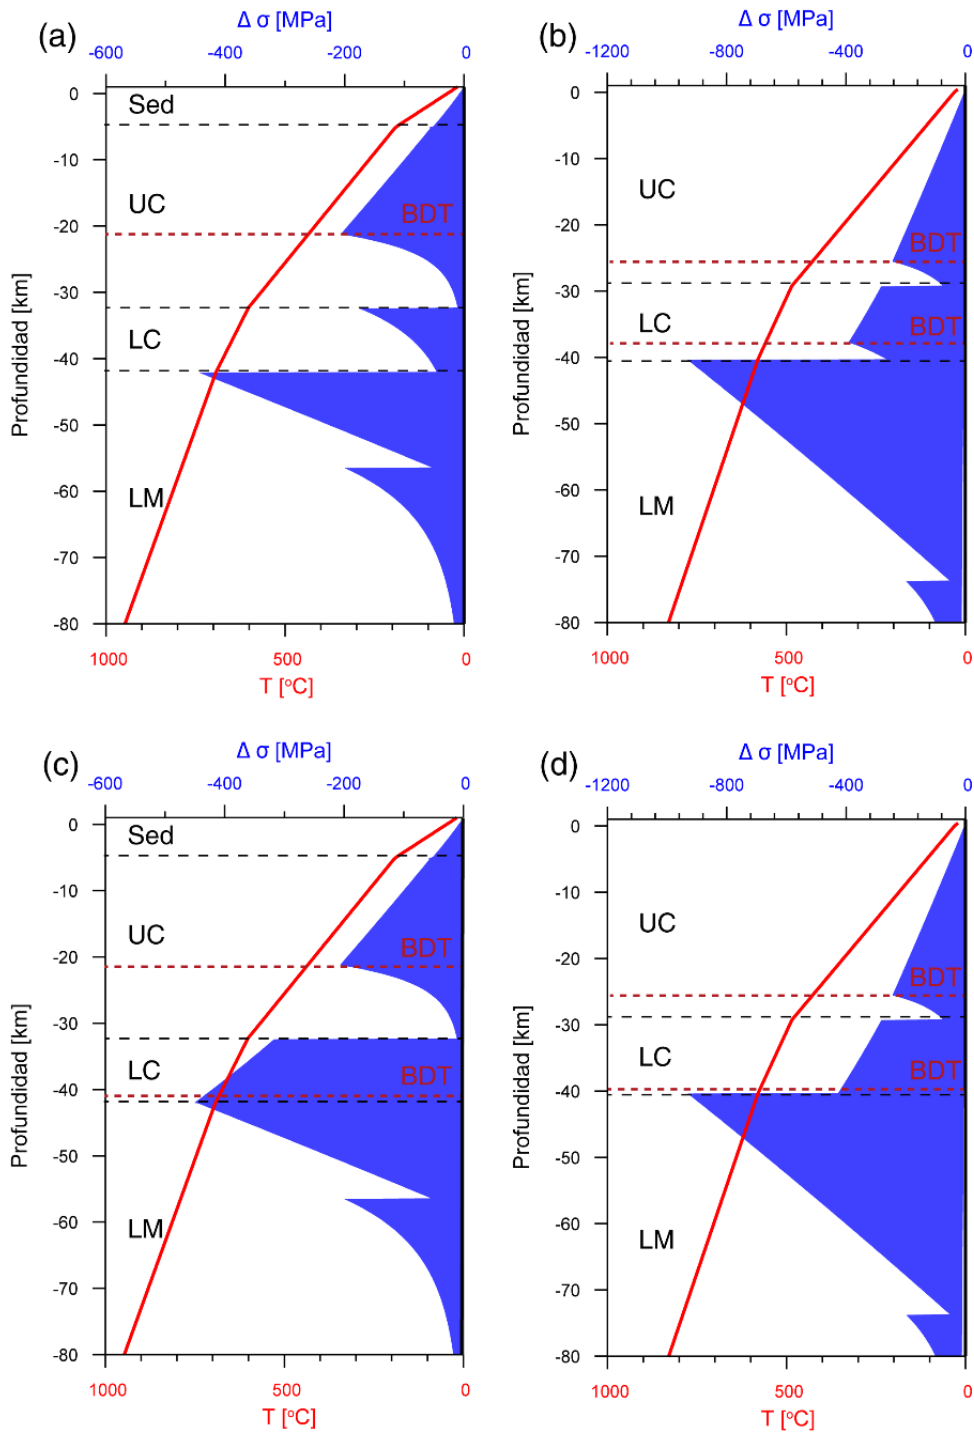 (a)
Δ σ [MPa]
-600 -400 -200 0
0
-10
-20
-30
-40
-50
-60
-70
-80
Profundidad [km]
Sed
UC
BDT
LC
LM
1000 500 0
T [°C]
(b)
Δ σ [MPa]
-1200 -800 -400 0
0
-10
-20
-30
-40
-50
-60
-70
-80
Profundidad [km]
UC
BDT
LC
BDT
LM
1000 500 0
T [°C]
(c)
Δ σ [MPa]
-600 -400 -200 0
0
-10
-20
-30
-40
-50
-60
-70
-80
Profundidad [km]
Sed
UC
BDT
LC
BDT
LM
1000 500 0
T [°C]
(d)
Δ σ [MPa]
-1200 -800 -400 0
0
-10
-20
-30
-40
-50
-60
-70
-80
Profundidad [km]
UC
BDT
LC
BDT
LM
1000 500 0
T [°C]